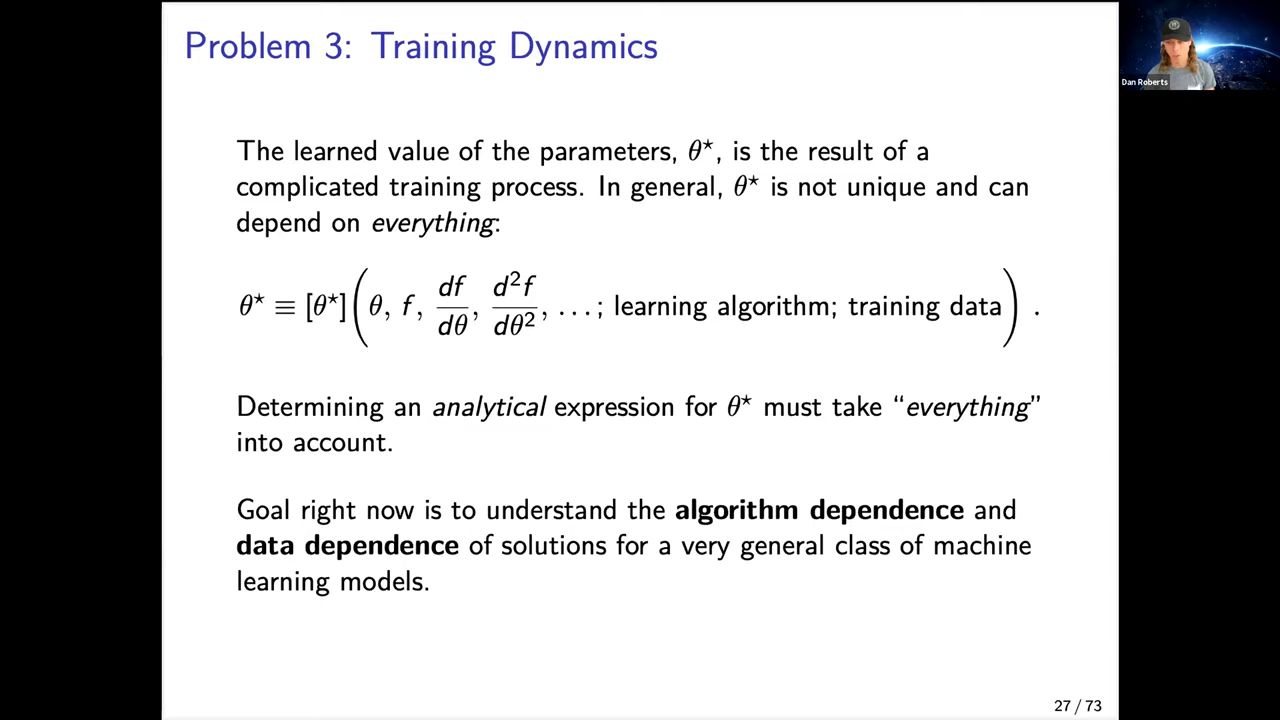 Problem 3: Training Dynamics
Dan Roberts
The learned value of the parameters, θ⋆, is the result of a
complicated training process. In general, θ⋆ is not unique and can
depend on everything:
θ⋆ ≡ [θ⋆](θ, f, df/dθ, d²f/dθ², . . . ; learning algorithm; training data) .
Determining an analytical expression for θ⋆ must take “everything”
into account.
Goal right now is to understand the algorithm dependence and
data dependence of solutions for a very general class of machine
learning models.
27 / 73